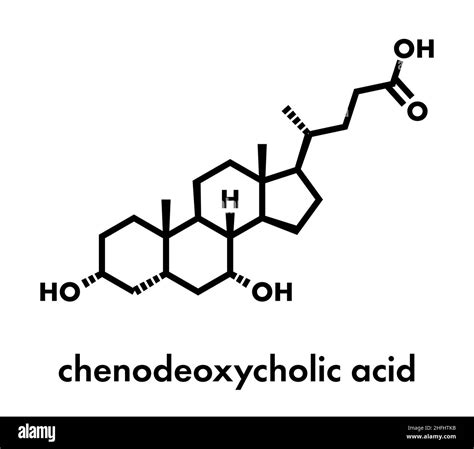 OH
O
H
HO
OH
chenodeoxycholic acid
alamy
Image ID: 2HFHTKB
www.alamy.com